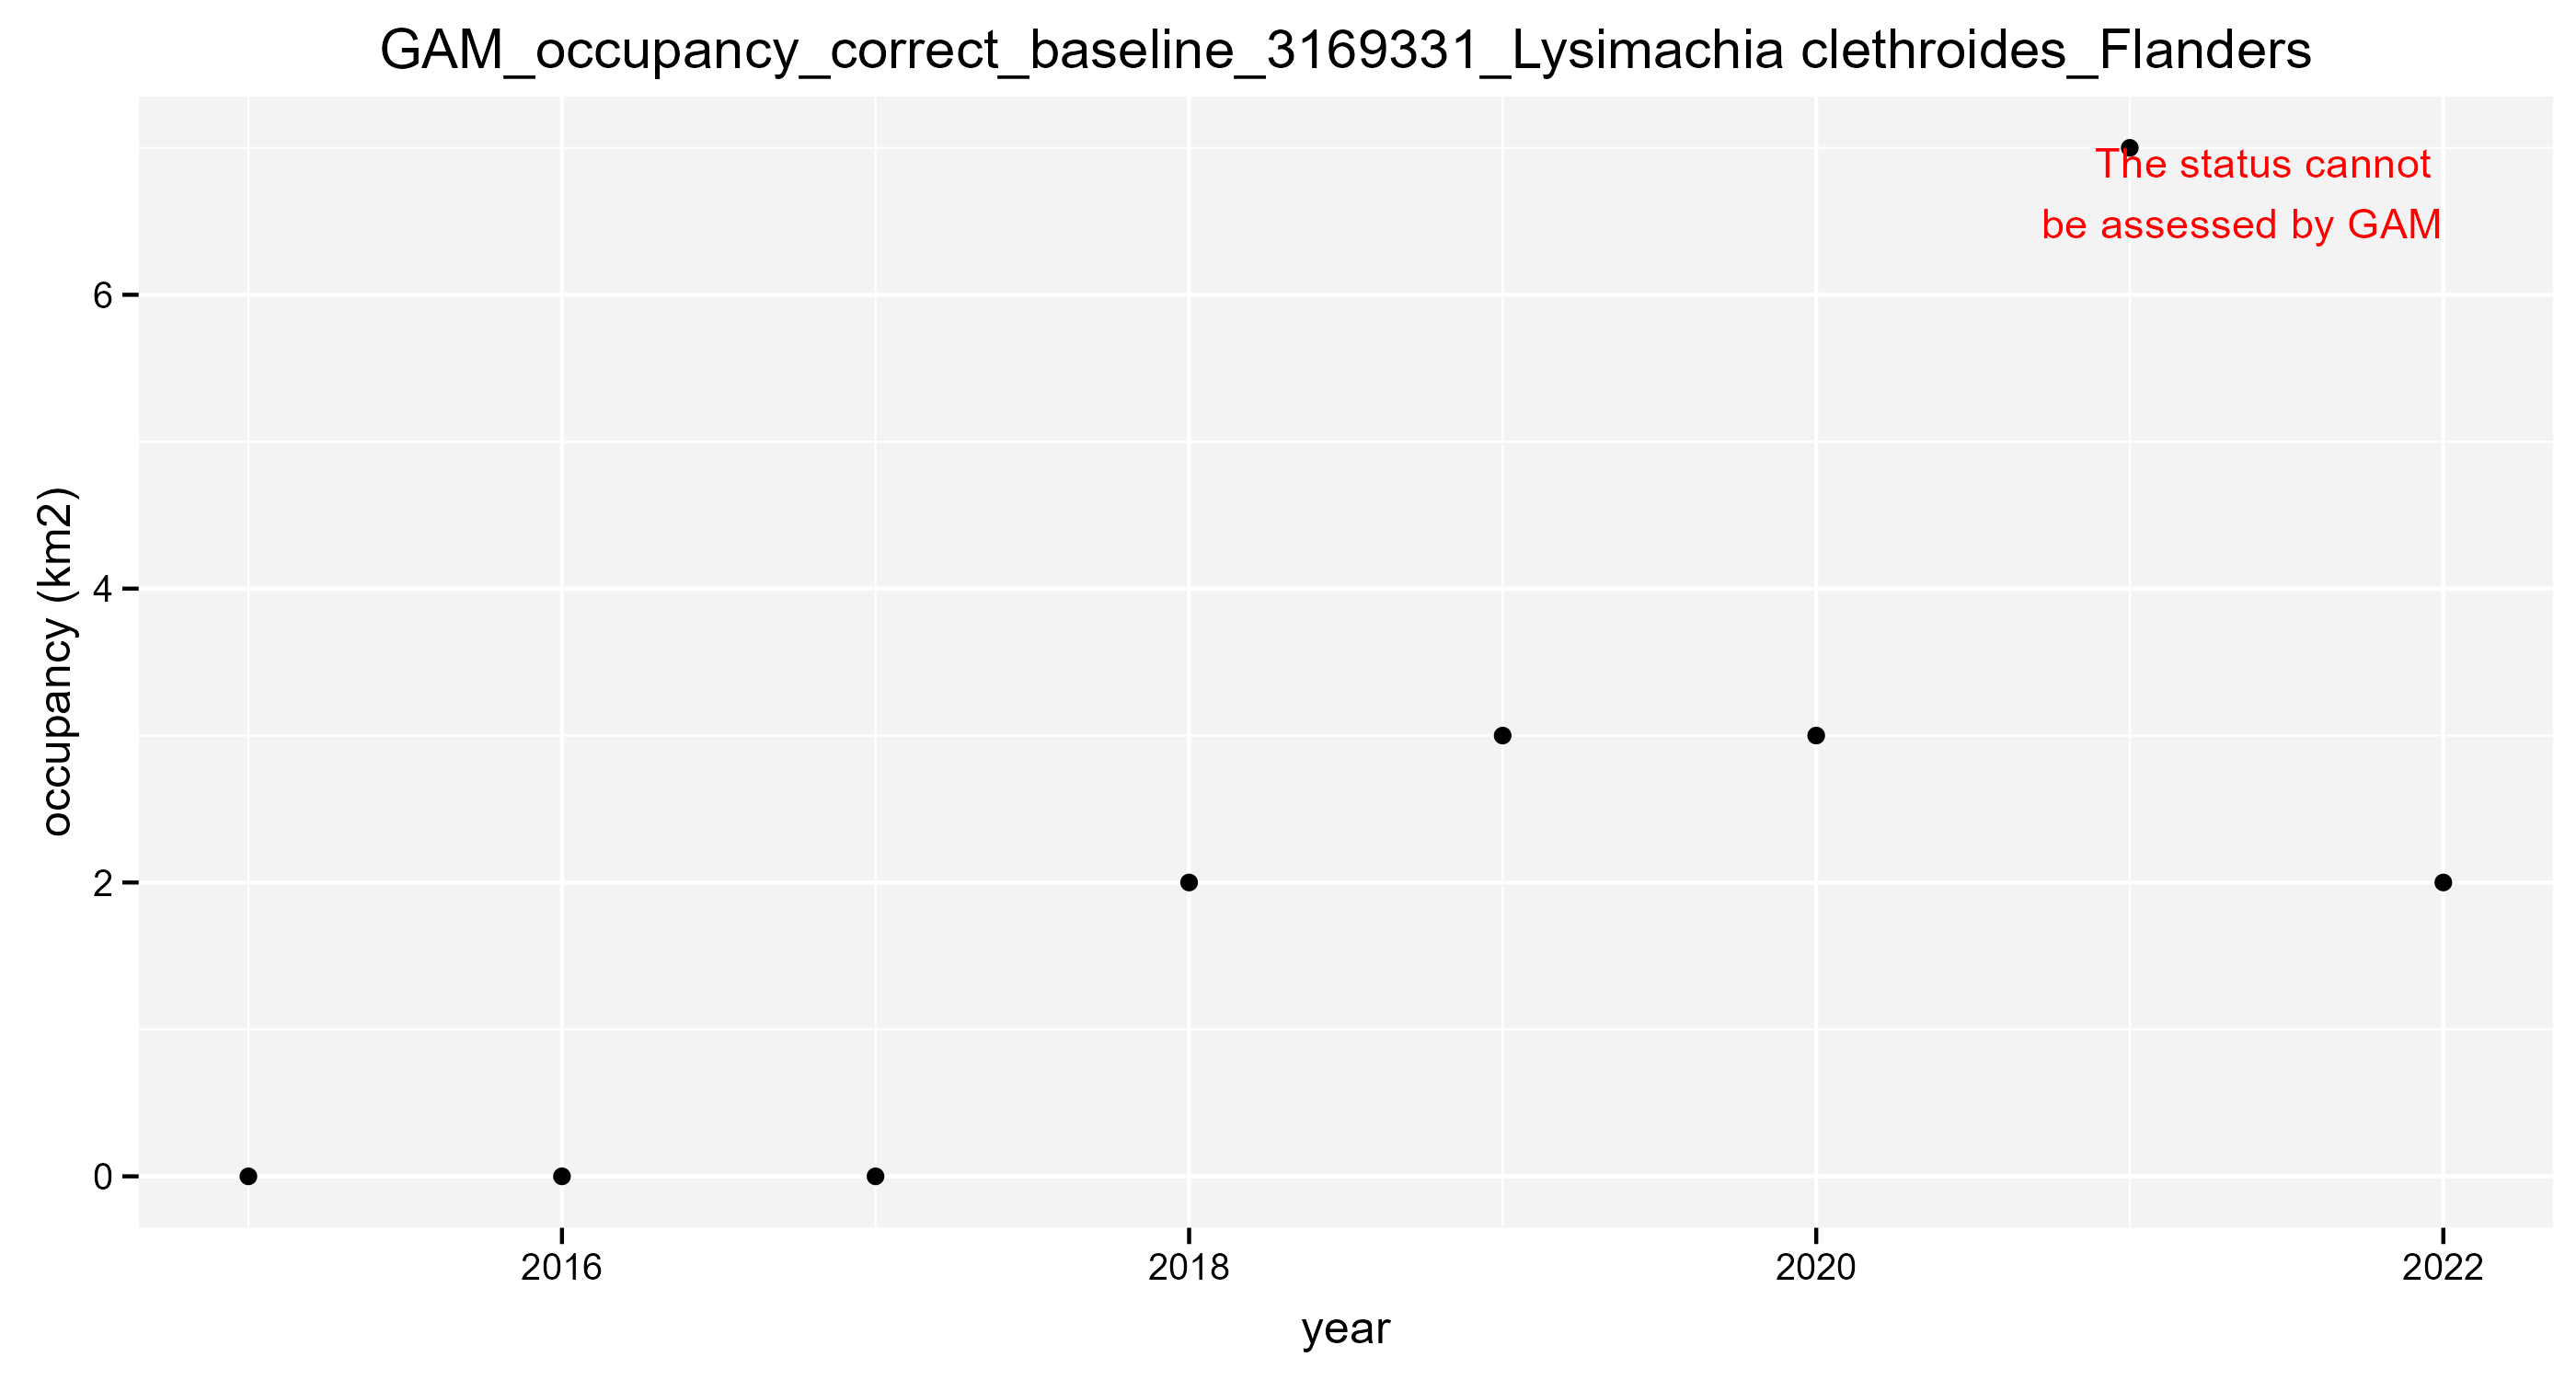 GAM_occupancy_correct_baseline_3169331_Lysimachia clethroides_Flanders
The status cannot
be assessed by GAM
occupancy (km2)
6
4
2
0
2016
2018
2020
2022
year